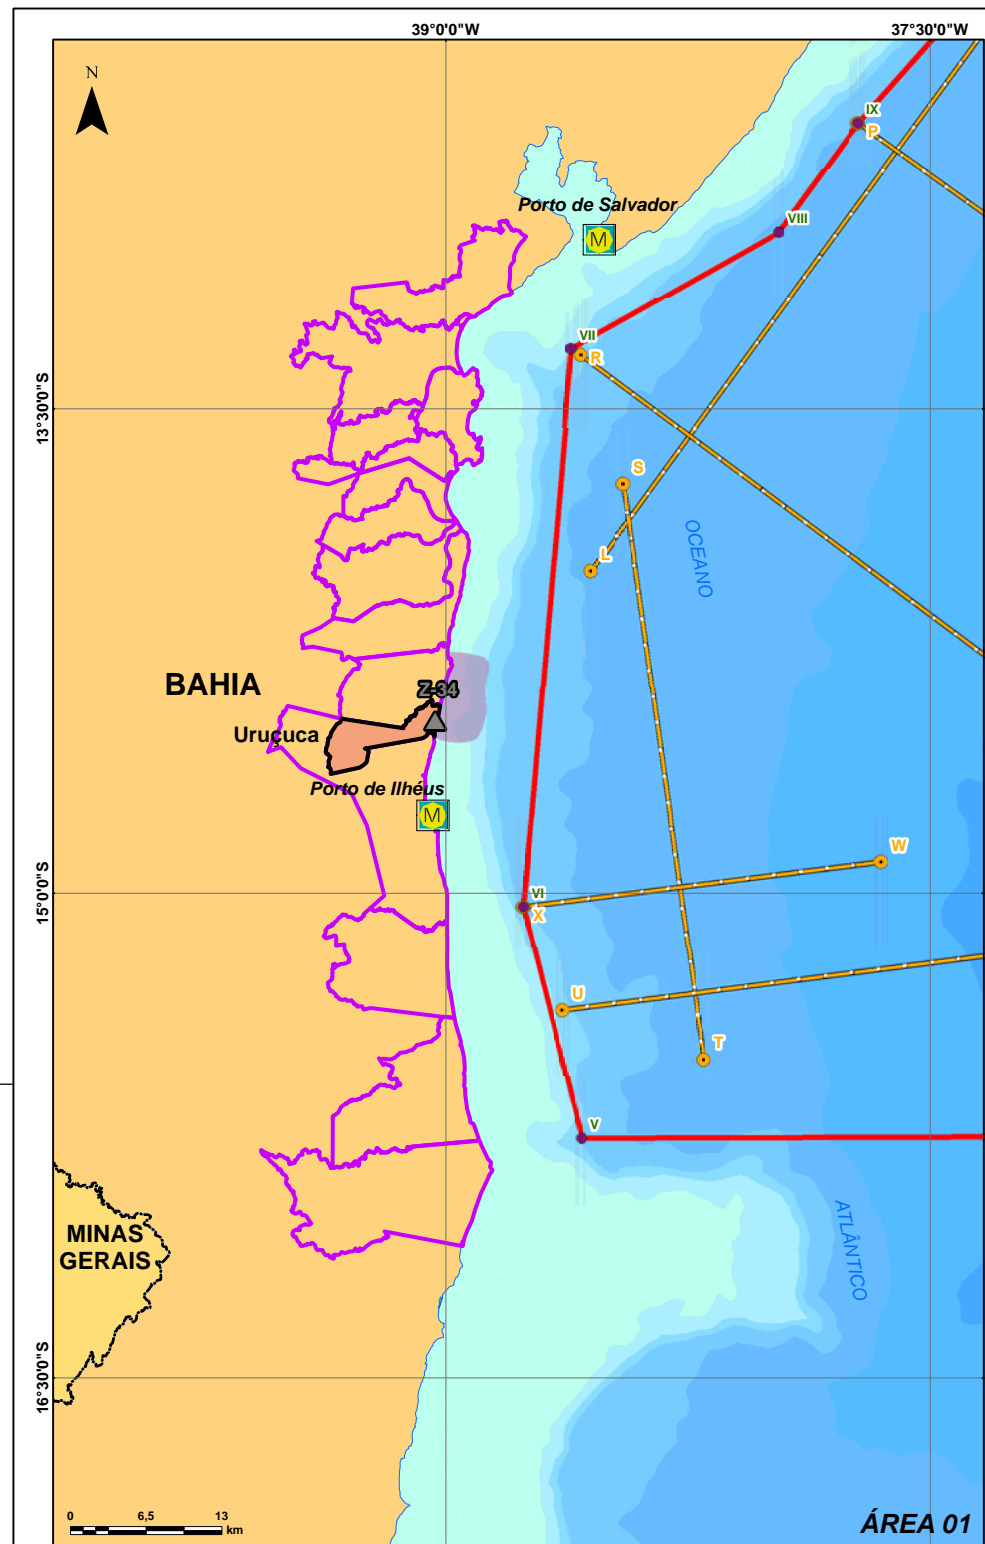 39°0'0"W
37°30'0"W
N
IX
P
Porto de Salvador
M
VIII
VII
R
13°30'0"S
S
OCEANO
L
BAHIA
Z-34
Uruçuca
Porto de Ilhéus
M
W
15°0'0"S
VI
X
U
T
V
MINAS
GERAIS
ATLÂNTICO
16°30'0"S
0 6,5 13
km
ÁREA 01